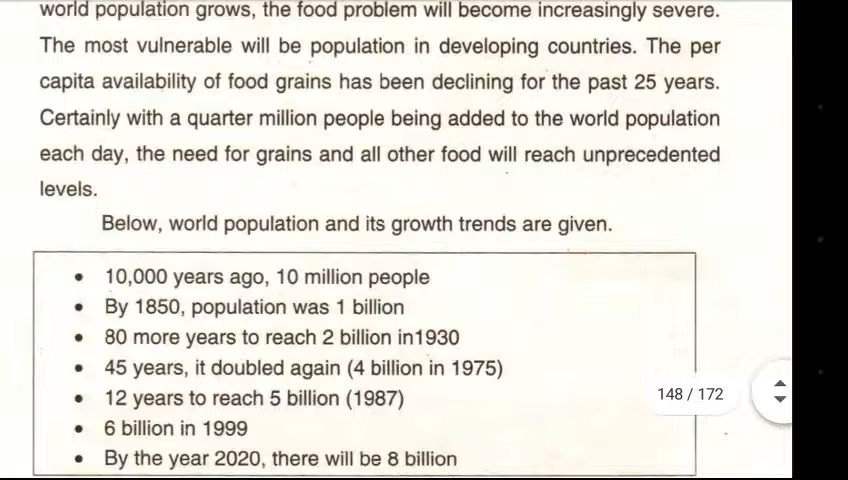 world population grows, the food problem will become increasingly severe.
The most vulnerable will be population in developing countries. The per
capita availability of food grains has been declining for the past 25 years.
Certainly with a quarter million people being added to the world population
each day, the need for grains and all other food will reach unprecedented
levels.
Below, world population and its growth trends are given.
• 10,000 years ago, 10 million people
• By 1850, population was 1 billion
• 80 more years to reach 2 billion in1930
• 45 years, it doubled again (4 billion in 1975)
• 12 years to reach 5 billion (1987)
• 6 billion in 1999
• By the year 2020, there will be 8 billion
148 / 172